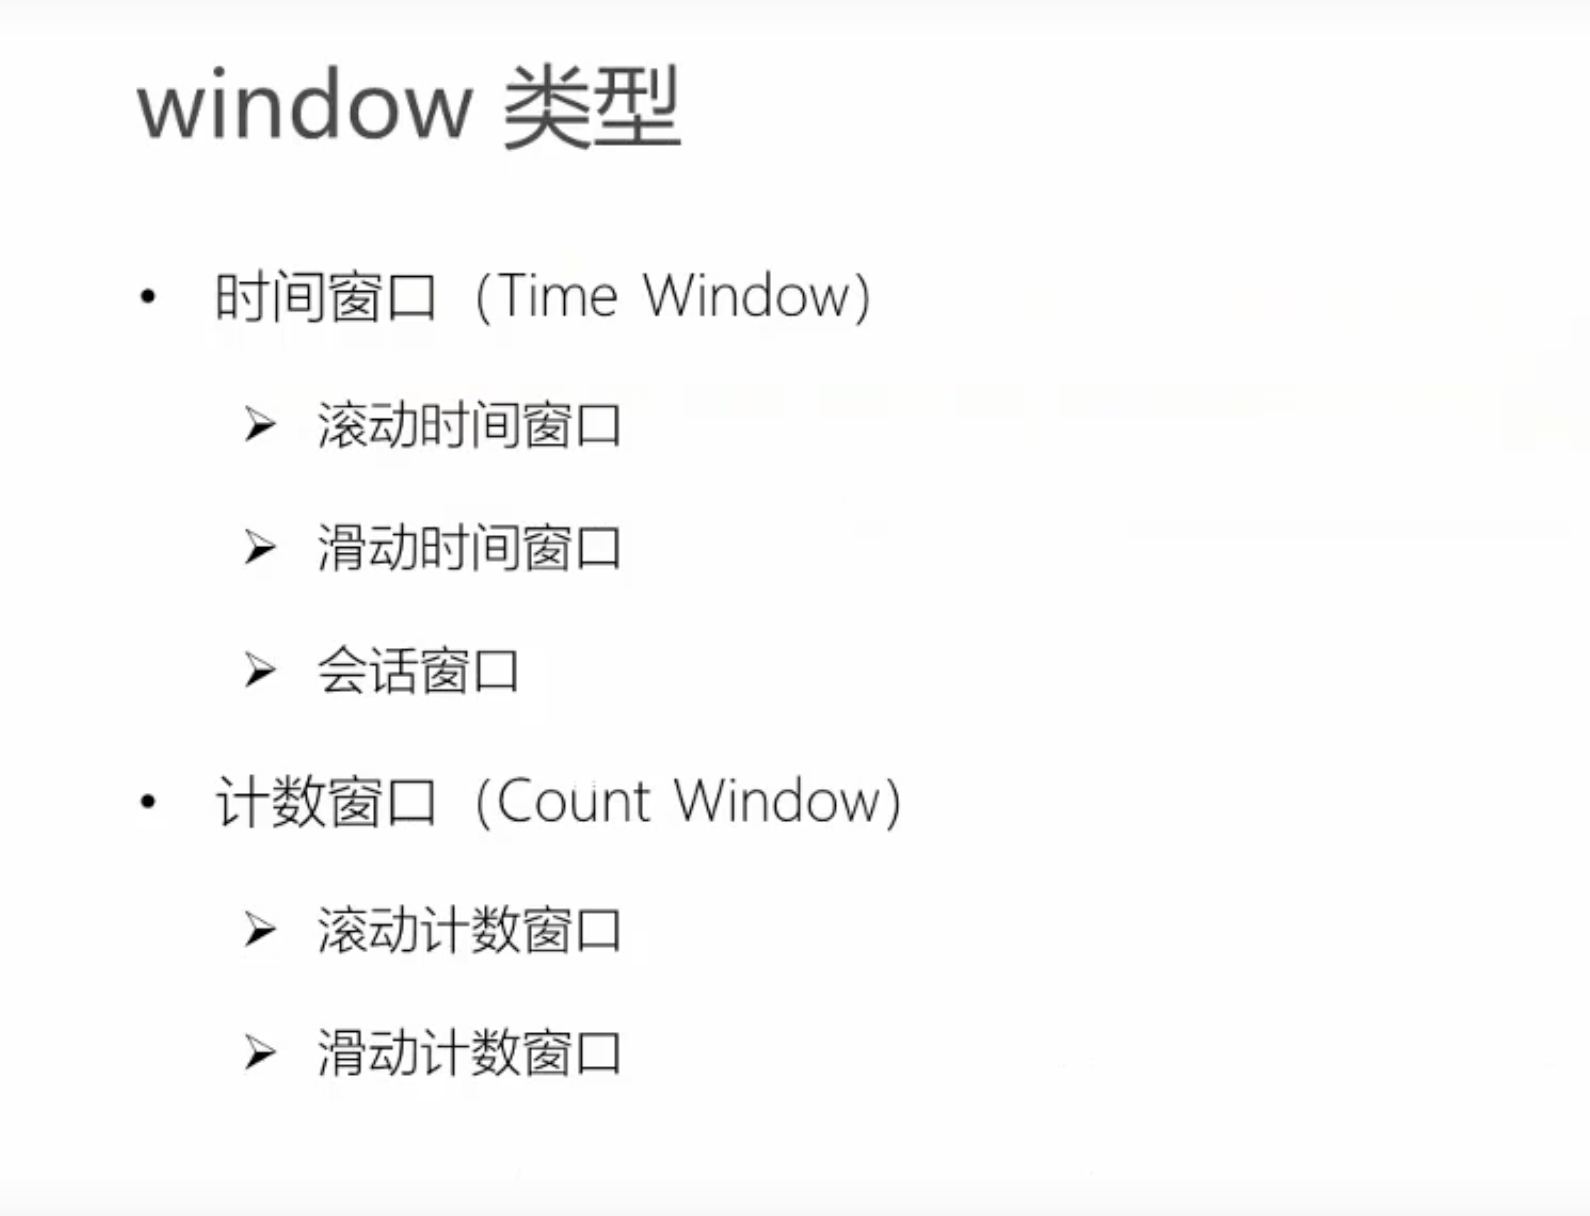 window 类型
• 时间窗口（Time Window）
➢ 滚动时间窗口
➢ 滑动时间窗口
➢ 会话窗口
• 计数窗口（Count Window）
➢ 滚动计数窗口
➢ 滑动计数窗口